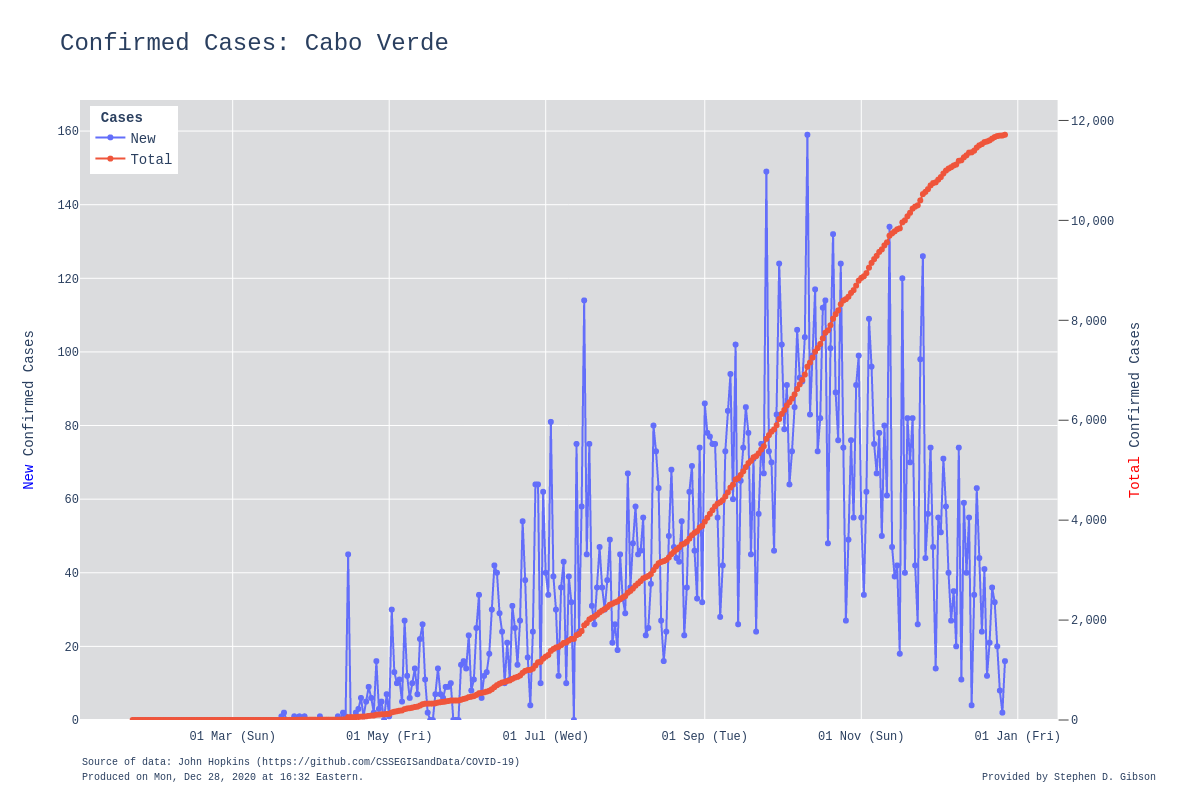 Confirmed Cases: Cabo Verde
Cases
New
Total
160
140
120
100
80
60
40
20
0
12,000
10,000
8,000
6,000
4,000
2,000
0
New Confirmed Cases
Total Confirmed Cases
01 Mar (Sun)
01 May (Fri)
01 Jul (Wed)
01 Sep (Tue)
01 Nov (Sun)
01 Jan (Fri)
Source of data: John Hopkins (https://github.com/CSSEGISandData/COVID-19)
Produced on Mon, Dec 28, 2020 at 16:32 Eastern.
Provided by Stephen D. Gibson